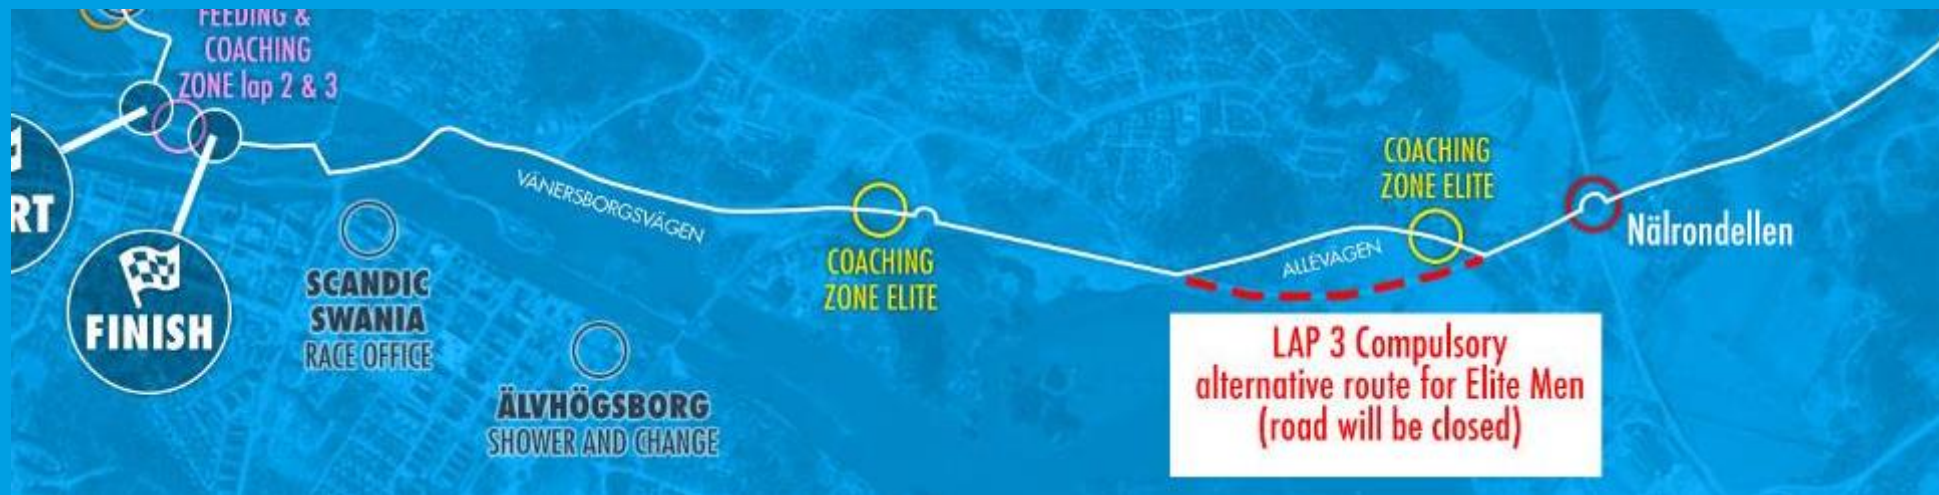 FEEDING &
COACHING
ZONE lap 2 & 3
RT
FINISH
SCANDIC
SWANIA
RACE OFFICE
ÄLVHÖGSBORG
SHOWER AND CHANGE
VÄNERSBORGSVÄGEN
COACHING
ZONE ELITE
ALLÉVÄGEN
COACHING
ZONE ELITE
Nälrondellen
LAP 3 Compulsory
alternative route for Elite Men
(road will be closed)